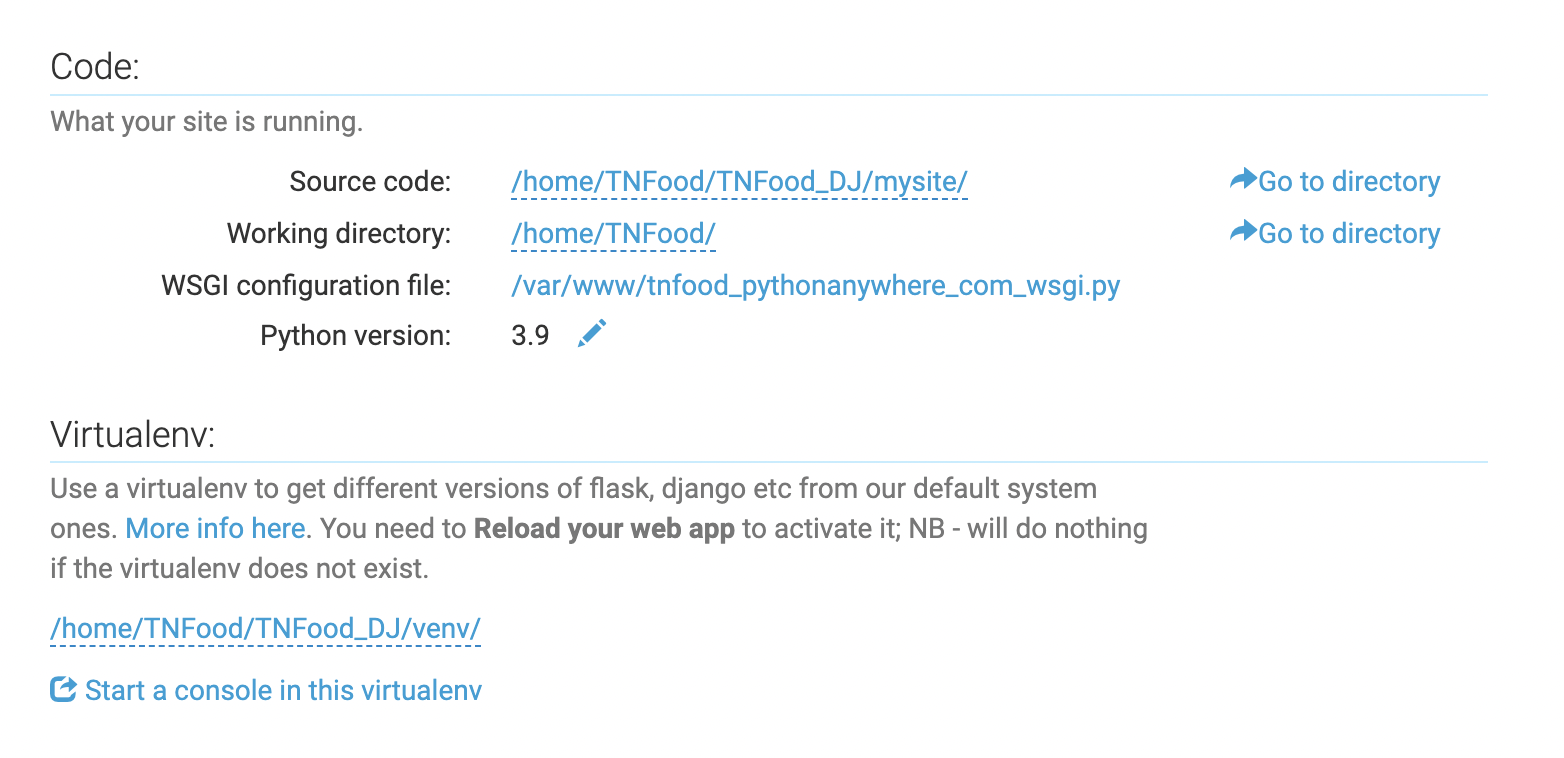 Code:
What your site is running.
Source code: /home/TNFood/TNFood_DJ/mysite/ Go to directory
Working directory: /home/TNFood/ Go to directory
WSGI configuration file: /var/www/tnfood_pythonanywhere_com_wsgi.py
Python version: 3.9
Virtualenv:
Use a virtualenv to get different versions of flask, django etc from our default system
ones. More info here. You need to Reload your web app to activate it; NB - will do nothing
if the virtualenv does not exist.
/home/TNFood/TNFood_DJ/venv/
Start a console in this virtualenv